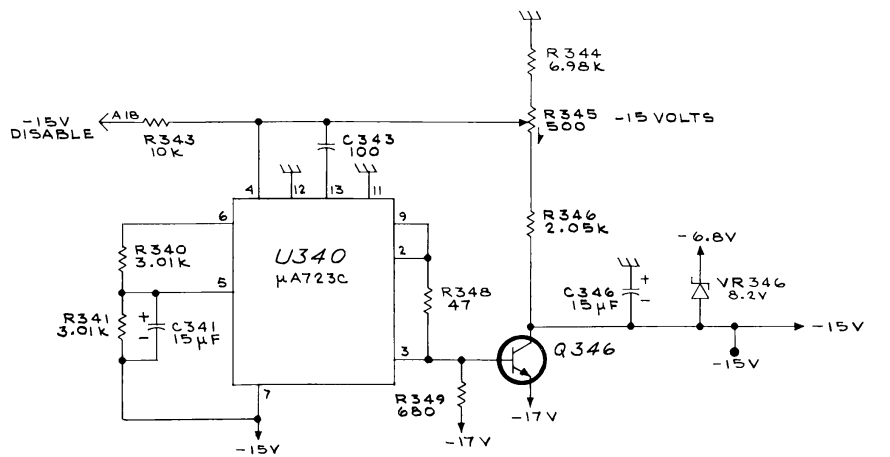 R344
6.98K
-15V
DISABLE
A1B
R343
10K
C343
100
R345
500
-15 VOLTS
4
12
13
11
6
9
R340
3.01K
U340
μA723C
2
R346
2.05K
-6.8V
5
R348
47
C346
15μF
+
-
VR346
8.2V
R341
3.01K
+
-
C341
15μF
3
Q346
-15V
-15V
7
R349
680
-15V
-17V
-17V